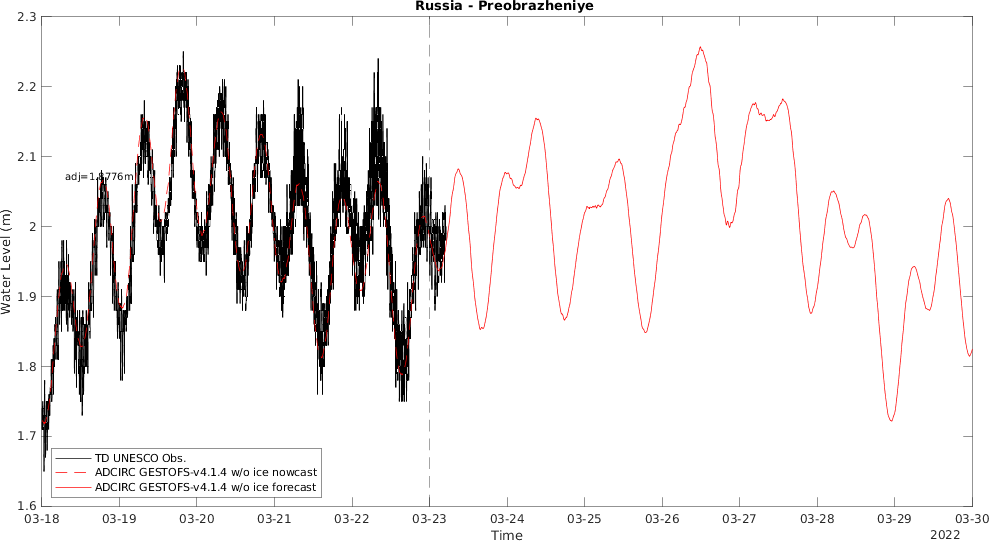 Russia - Preobrazheniye
2.3
2.2
2.1
2
1.9
1.8
1.7
1.6
Water Level (m)
adj=1.8776m
TD UNESCO Obs.
ADCIRC GESTOFS-v4.1.4 w/o ice nowcast
ADCIRC GESTOFS-v4.1.4 w/o ice forecast
03-18 03-19 03-20 03-21 03-22 03-23 03-24 03-25 03-26 03-27 03-28 03-29 03-30
Time
2022